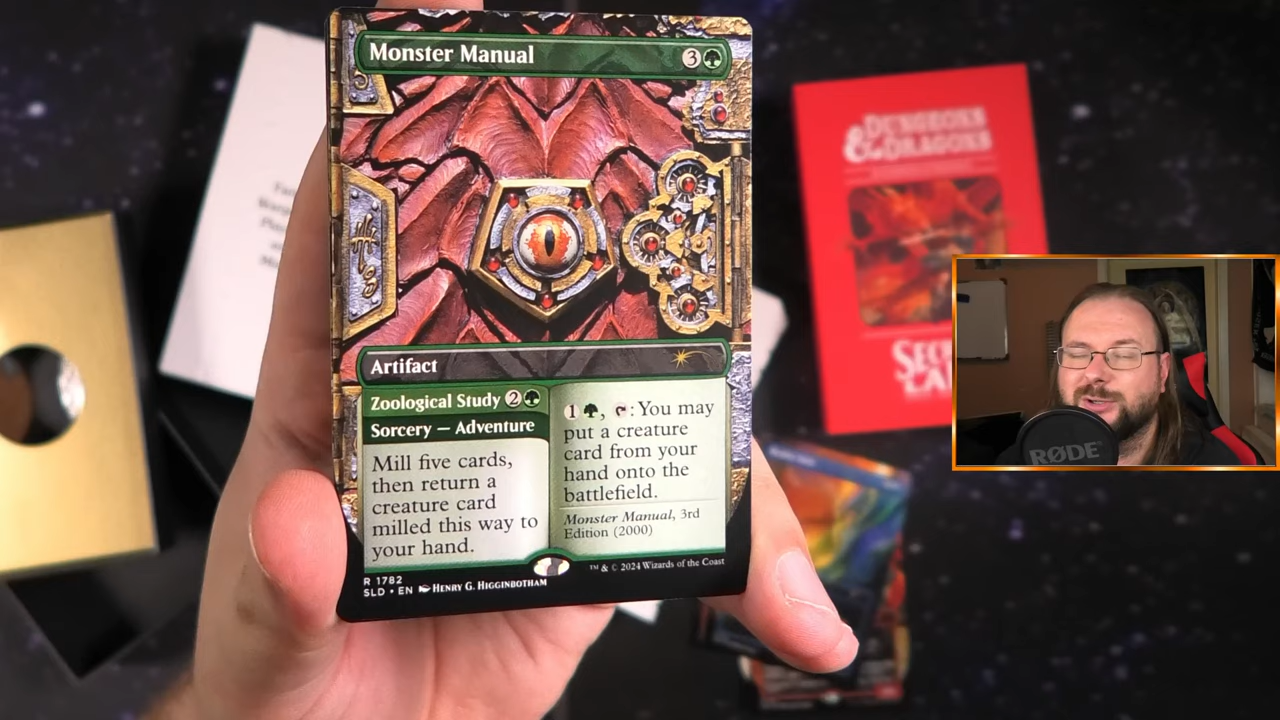 Monster Manual
3
Artifact
Zoological Study 2
Sorcery — Adventure
Mill five cards,
then return a
creature card
milled this way to
your hand.
1 , : You may
put a creature
card from your
hand onto the
battlefield.
Monster Manual, 3rd
Edition (2000)
R 1782
SLD • EN HENRY G. HIGGINBOTHAM
™ & © 2024 Wizards of the Coast
DUNGEONS
& DRAGONS
RØDE